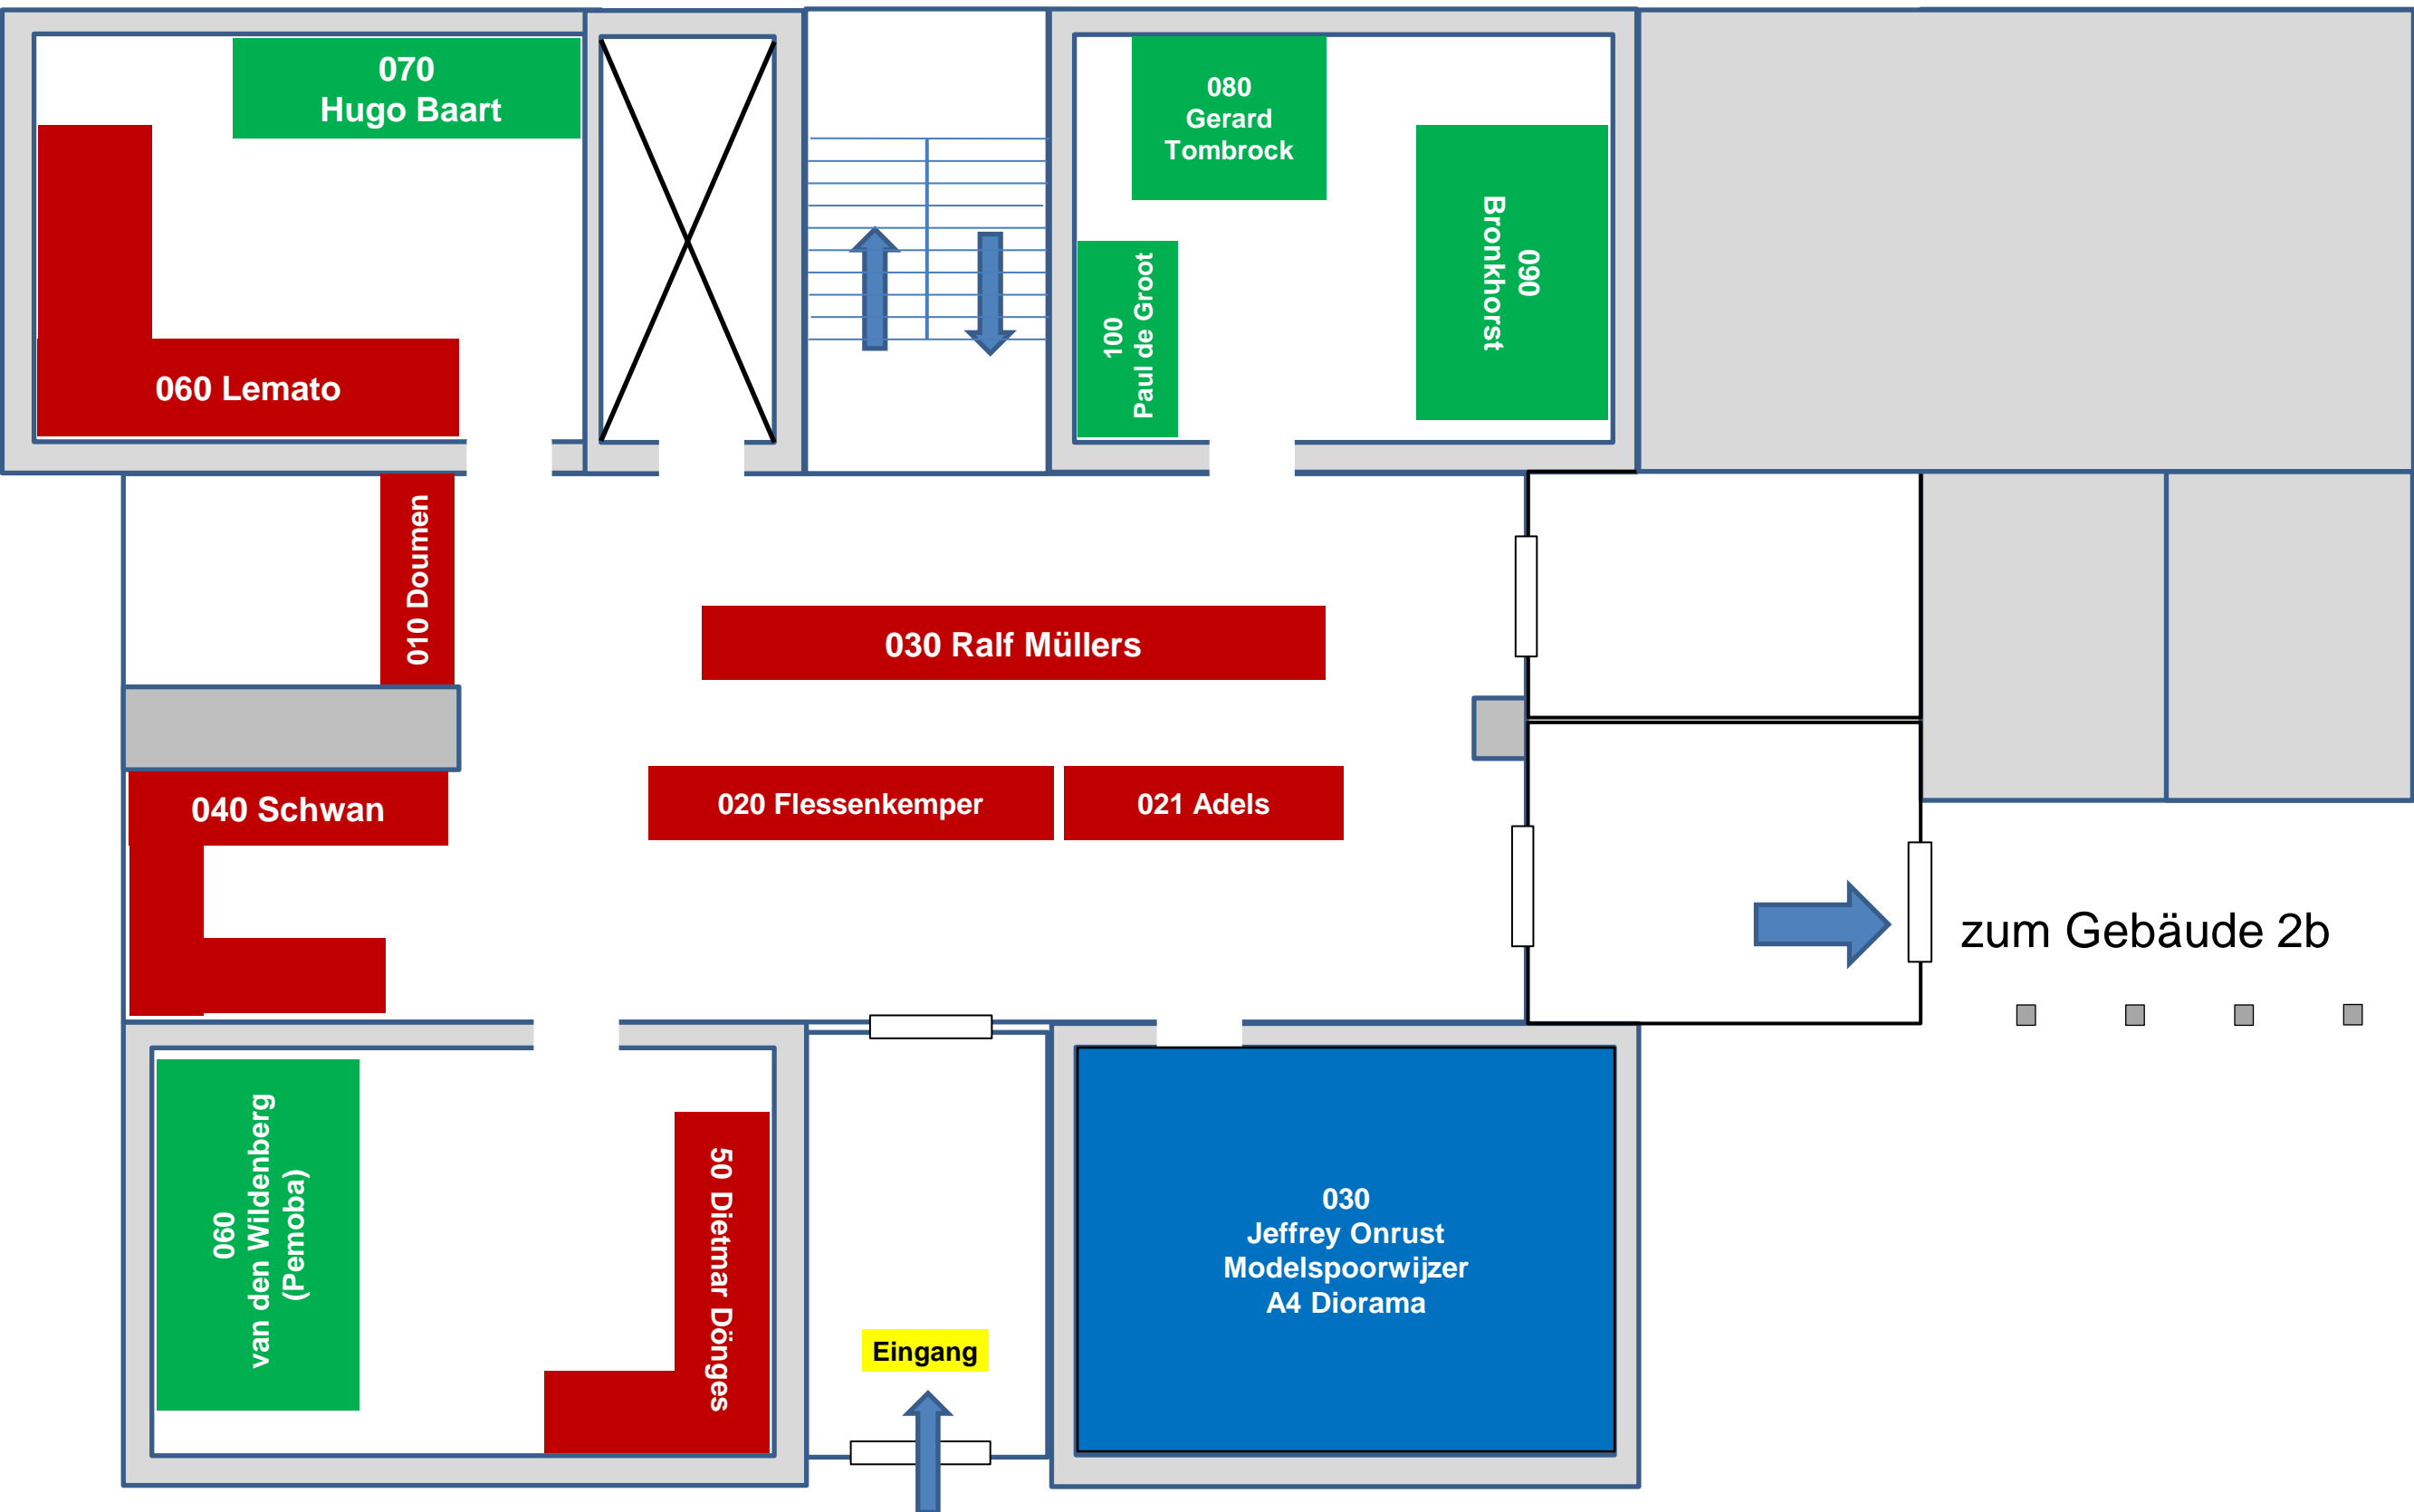 070
Hugo Baart
080
Gerard
Tombrock
090
Bronkhorst
100
Paul de Groot
060 Lemato
010 Doumen
030 Ralf Müllers
040 Schwan
020 Flessenkemper
021 Adels
zum Gebäude 2b
060
van den Wildenberg
(Pemoba)
50 Dietmar Dönges
030
Jeffrey Onrust
Modelspoorwijzer
A4 Diorama
Eingang